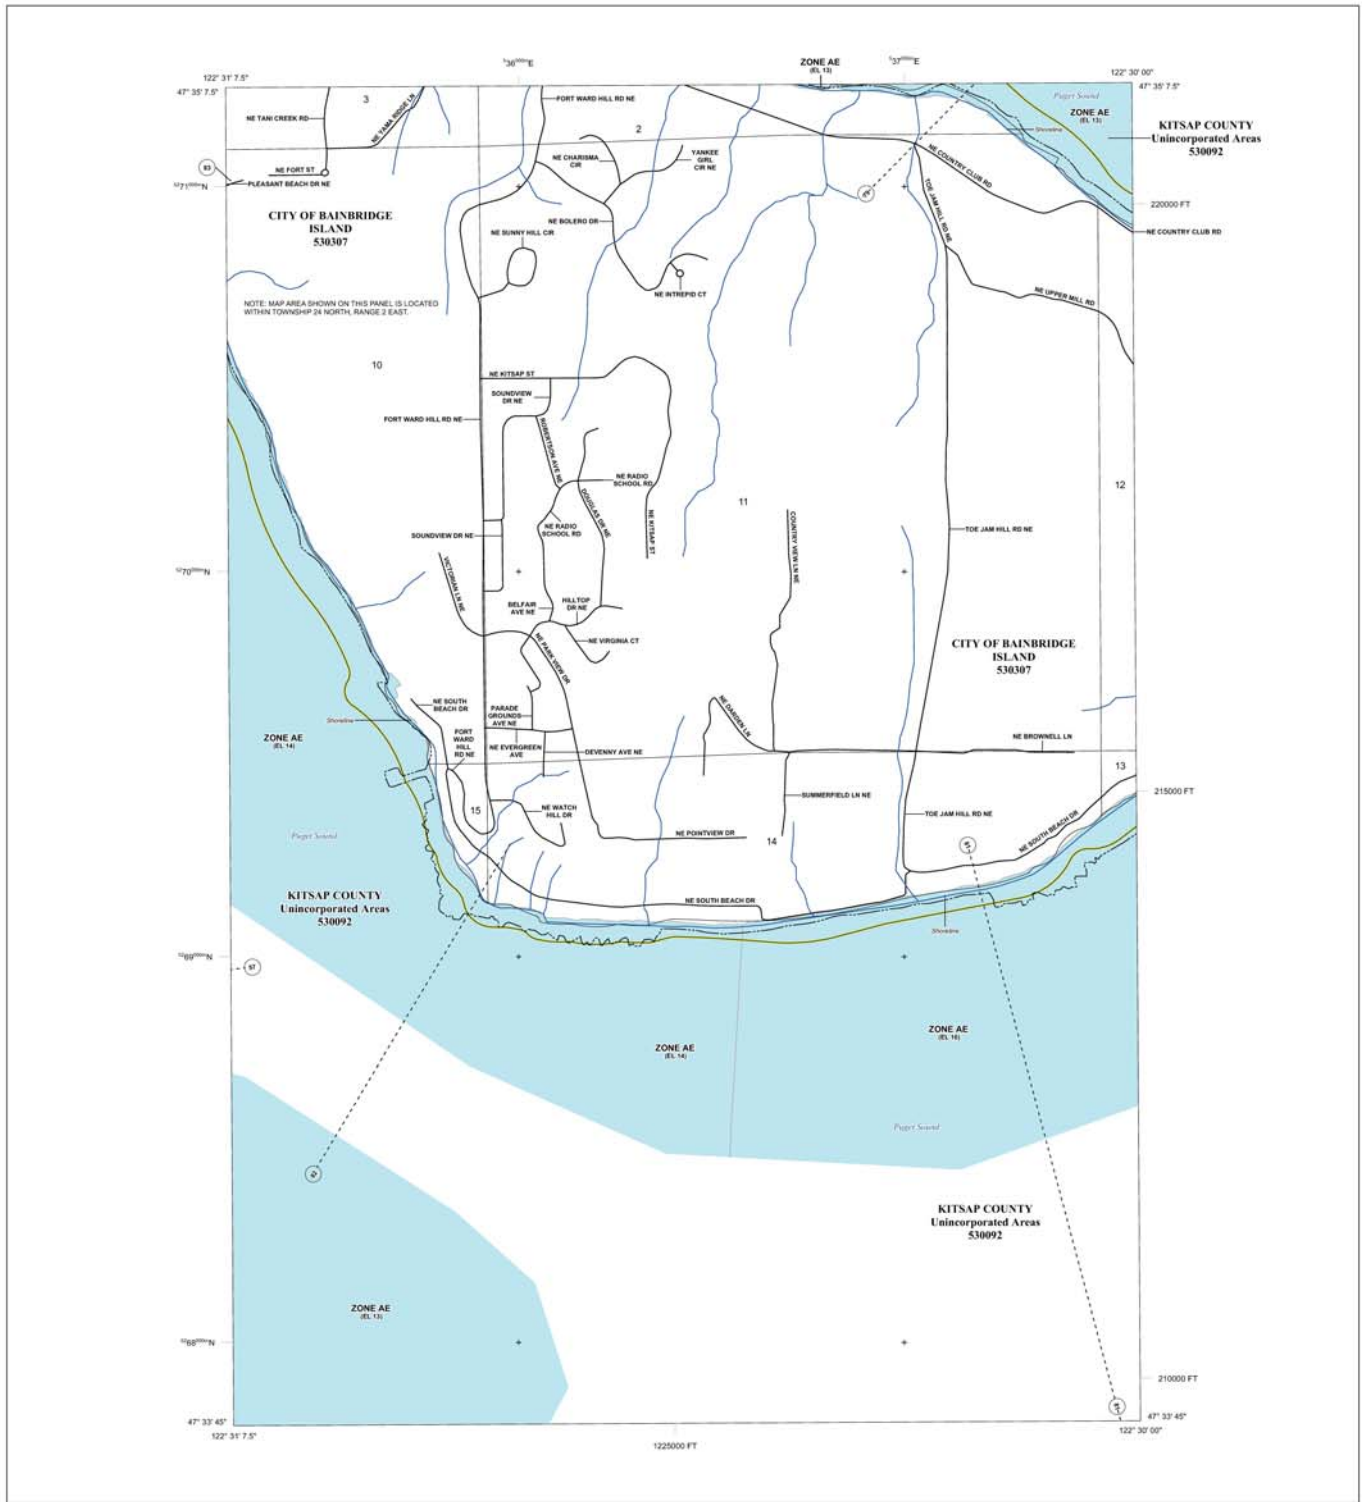 ZONE AE
(EL 13)
536000mE
537000mE
122° 31' 7.5"
122° 30' 00"
47° 35' 7.5"
47° 35' 7.5"
3
FORT WARD HILL RD NE
Puget Sound
ZONE AE
(EL 13)
NE TANI CREEK RD
NE YAMA RIDGE LN
2
Shoreline
KITSAP COUNTY
Unincorporated Areas
530092
NE CHARISMA
CIR
YANKEE
GIRL
CIR NE
NE COUNTRY CLUB RD
83
NE FORT ST
5271000mN
PLEASANT BEACH DR NE
TOE JAM HILL RD NE
220000 FT
CITY OF BAINBRIDGE
ISLAND
530307
NE BOLERO DR
NE SUNNY HILL CIR
NE COUNTRY CLUB RD
NE INTREPID CT
NE UPPER MILL RD
NOTE: MAP AREA SHOWN ON THIS PANEL IS LOCATED
WITHIN TOWNSHIP 24 NORTH, RANGE 2 EAST.
10
NE KITSAP ST
SOUNDVIEW
DR NE
FORT WARD HILL RD NE
ROBERTSON AVE NE
NE RADIO
SCHOOL RD
12
DOUGLAS DR NE
11
NE KITSAP ST
COUNTRY VIEW LN NE
NE RADIO
SCHOOL RD
TOE JAM HILL RD NE
SOUNDVIEW DR NE
5270000mN
VICTORIAN LN NE
BELFAIR
AVE NE
HILLTOP
DR NE
NE VIRGINIA CT
NE PARK VIEW DR
CITY OF BAINBRIDGE
ISLAND
530307
NE SOUTH
BEACH DR
PARADE
GROUNDS
AVE NE
NE DARDEN LN
Shoreline
ZONE AE
(EL 14)
FORT
WARD
HILL
RD NE
NE EVERGREEN
AVE
DEVENNY AVE NE
NE BROWNELL LN
13
215000 FT
SUMMERFIELD LN NE
15
NE WATCH
HILL DR
TOE JAM HILL RD NE
NE POINTVIEW DR
14
NE SOUTH BEACH DR
Puget Sound
81
KITSAP COUNTY
Unincorporated Areas
530092
NE SOUTH BEACH DR
Shoreline
5269000mN
ZONE AE
(EL 14)
ZONE AE
(EL 16)
Puget Sound
82
KITSAP COUNTY
Unincorporated Areas
530092
ZONE AE
(EL 13)
5268000mN
210000 FT
47° 33' 45"
47° 33' 45"
122° 31' 7.5"
122° 30' 00"
1225000 FT